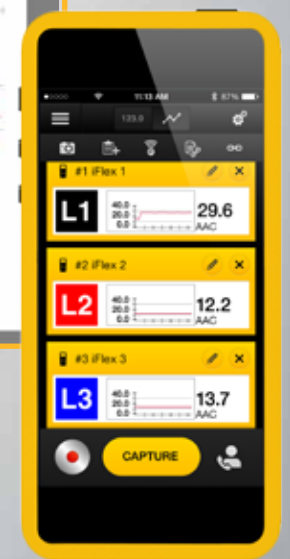 11:13 AM 87%
123.0
#1 iFlex 1
L1 40.0 20.0 0.0 29.6 AAC
#2 iFlex 2
L2 40.0 20.0 0.0 12.2 AAC
#3 iFlex 3
L3 40.0 20.0 0.0 13.7 AAC
CAPTURE